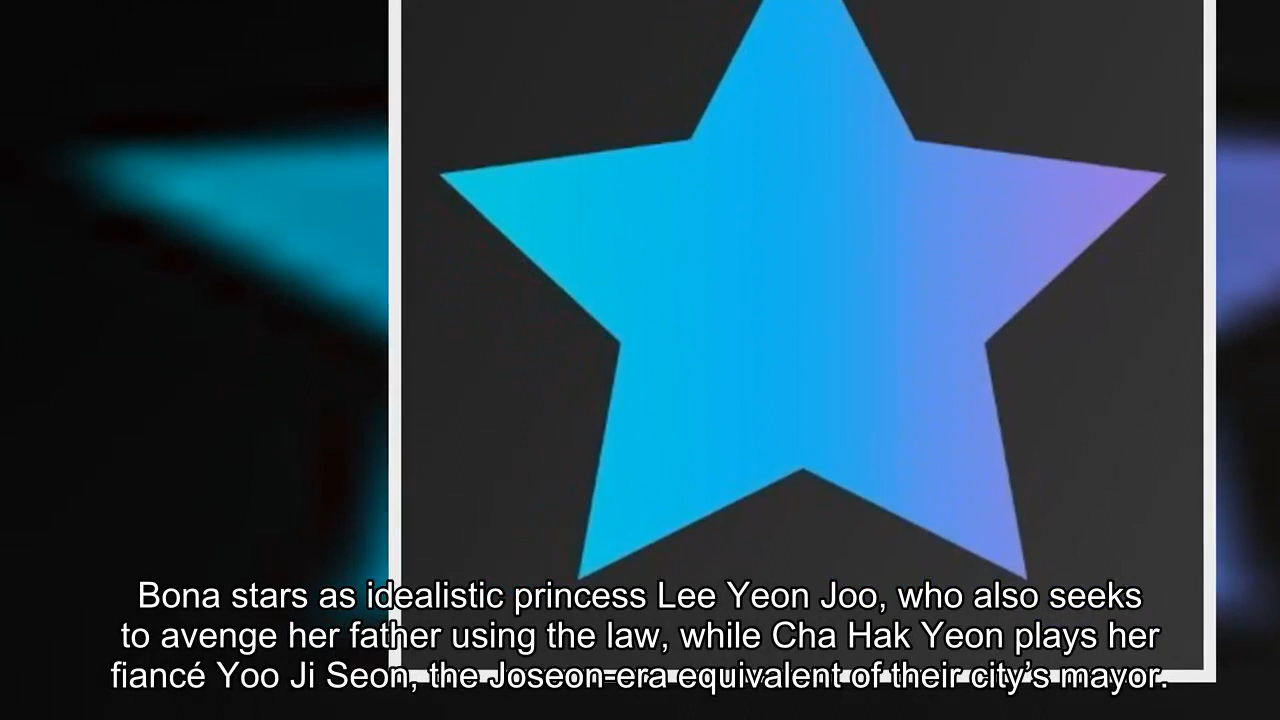 Bona stars as idealistic princess Lee Yeon Joo, who also seeks
to avenge her father using the law, while Cha Hak Yeon plays her
fiancé Yoo Ji Seon, the Joseon-era equivalent of their city’s mayor.